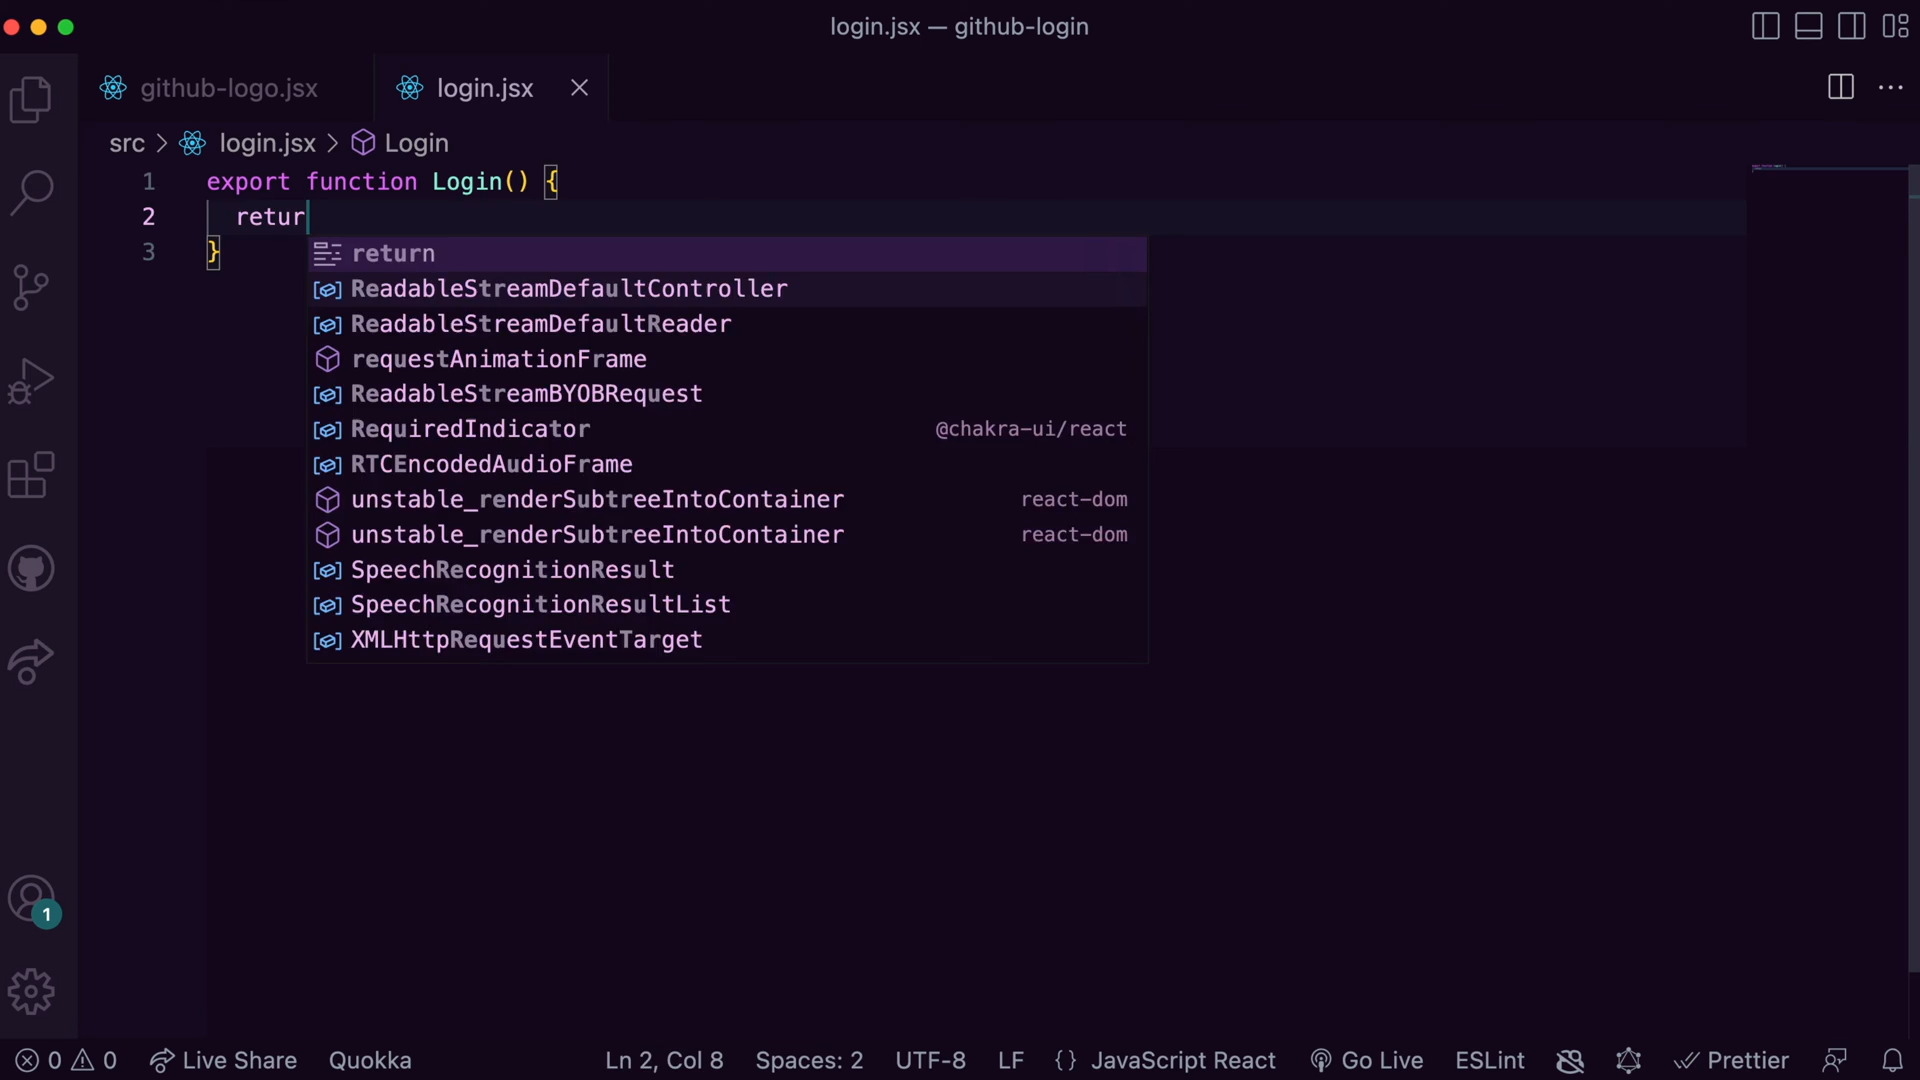 login.jsx — github-login
github-logo.jsx
login.jsx
src login.jsx Login
1 export function Login() {
2 retur
3 }
return
ReadableStreamDefaultController
ReadableStreamDefaultReader
requestAnimationFrame
ReadableStreamBYOBRequest
RequiredIndicator @chakra-ui/react
RTCEncodedAudioFrame
unstable_renderSubtreeIntoContainer react-dom
unstable_renderSubtreeIntoContainer react-dom
SpeechRecognitionResult
SpeechRecognitionResultList
XMLHttpRequestEventTarget
1
0 0 Live Share Quokka Ln 2, Col 8 Spaces: 2 UTF-8 LF {} JavaScript React Go Live ESLint Prettier